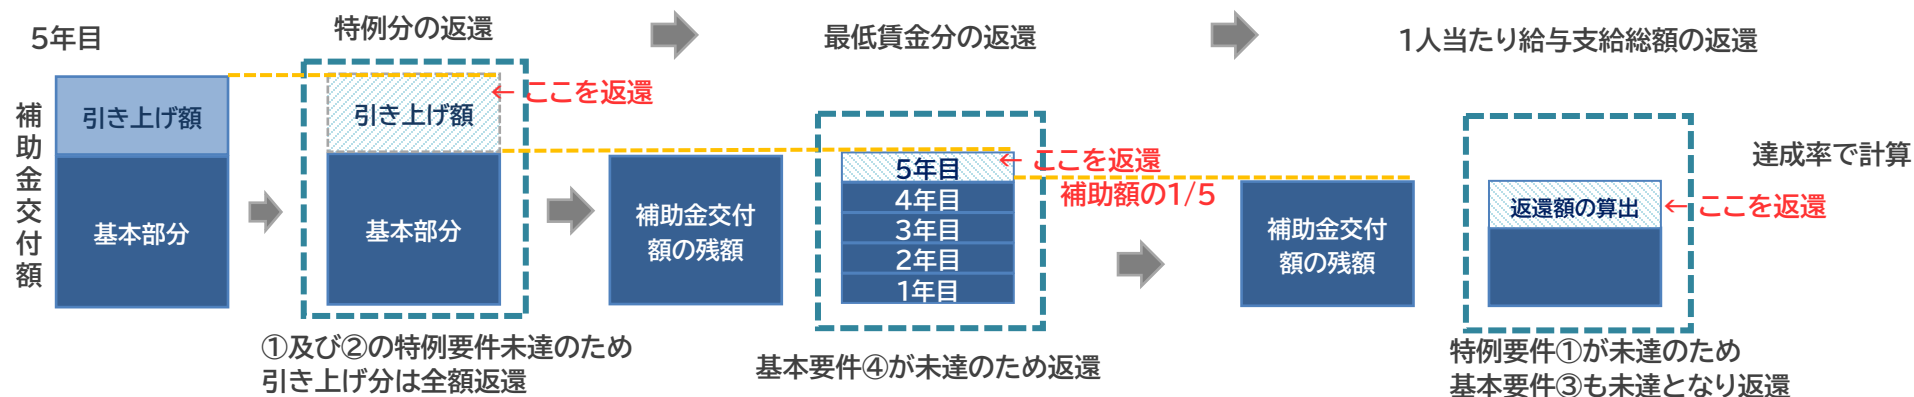 5年目
特例分の返還
最低賃金分の返還
1人当たり給与支給総額の返還
補助金交付額
引き上げ額
基本部分
引き上げ額
← ここを返還
基本部分
①及び②の特例要件未達のため
引き上げ分は全額返還
補助金交付
額の残額
5年目
4年目
3年目
2年目
1年目
← ここを返還
補助額の1/5
基本要件④が未達のため返還
補助金交付
額の残額
達成率で計算
返還額の算出
← ここを返還
特例要件①が未達のため
基本要件③も未達となり返還